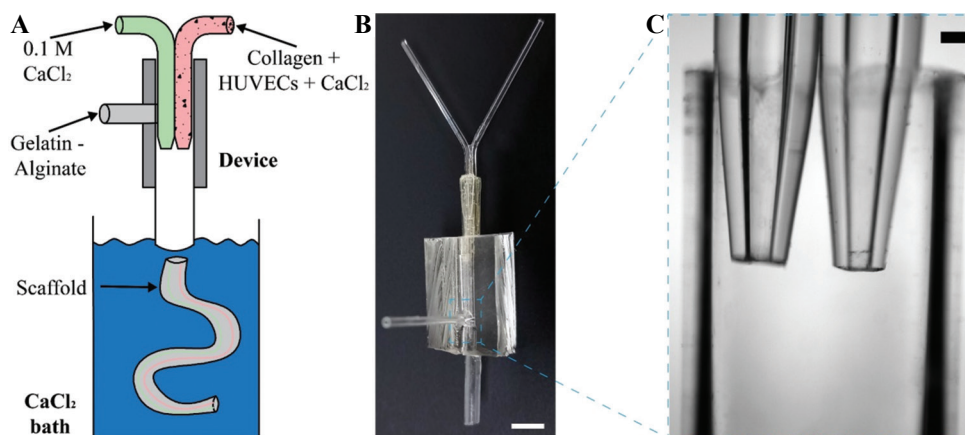 A
0.1 M
CaCl₂
Collagen +
HUVECs + CaCl₂
Gelatin -
Alginate
Device
Scaffold
CaCl₂
bath
B
C